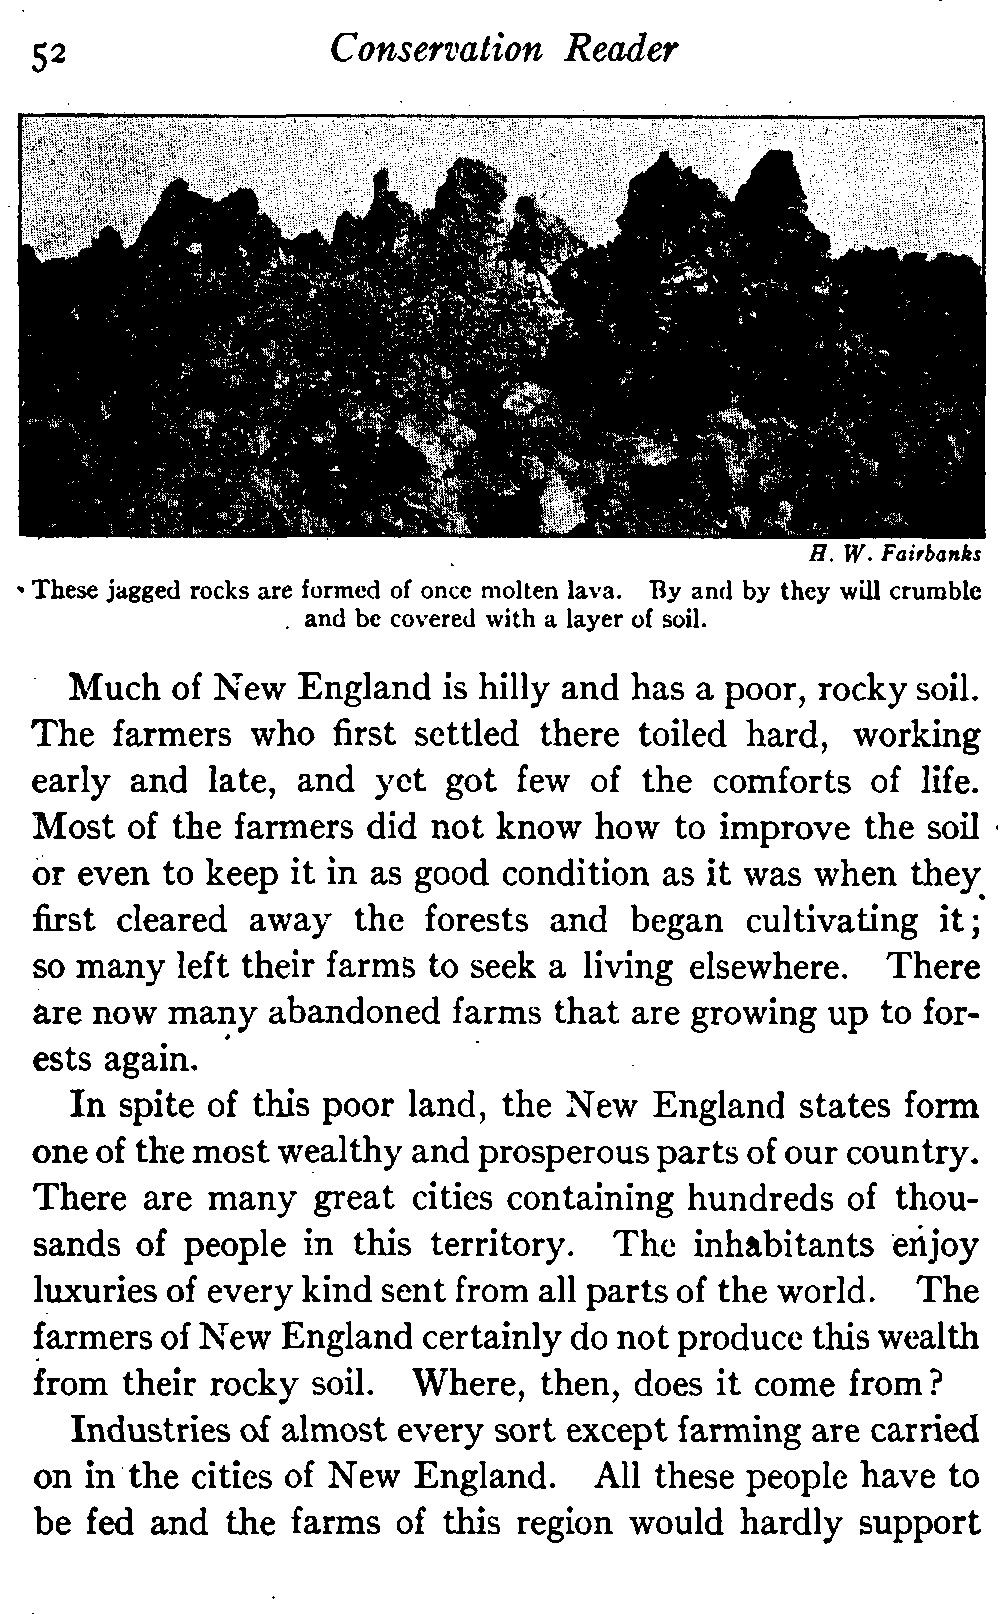 52 Conservation Reader
H. W. Fairbanks
These jagged rocks are formed of once molten lava. By and by they will crumble
and be covered with a layer of soil.
Much of New England is hilly and has a poor, rocky soil.
The farmers who first settled there toiled hard, working
early and late, and yet got few of the comforts of life.
Most of the farmers did not know how to improve the soil
or even to keep it in as good condition as it was when they
first cleared away the forests and began cultivating it;
so many left their farms to seek a living elsewhere. There
are now many abandoned farms that are growing up to for-
ests again.
In spite of this poor land, the New England states form
one of the most wealthy and prosperous parts of our country.
There are many great cities containing hundreds of thou-
sands of people in this territory. The inhabitants enjoy
luxuries of every kind sent from all parts of the world. The
farmers of New England certainly do not produce this wealth
from their rocky soil. Where, then, does it come from?
Industries of almost every sort except farming are carried
on in the cities of New England. All these people have to
be fed and the farms of this region would hardly support